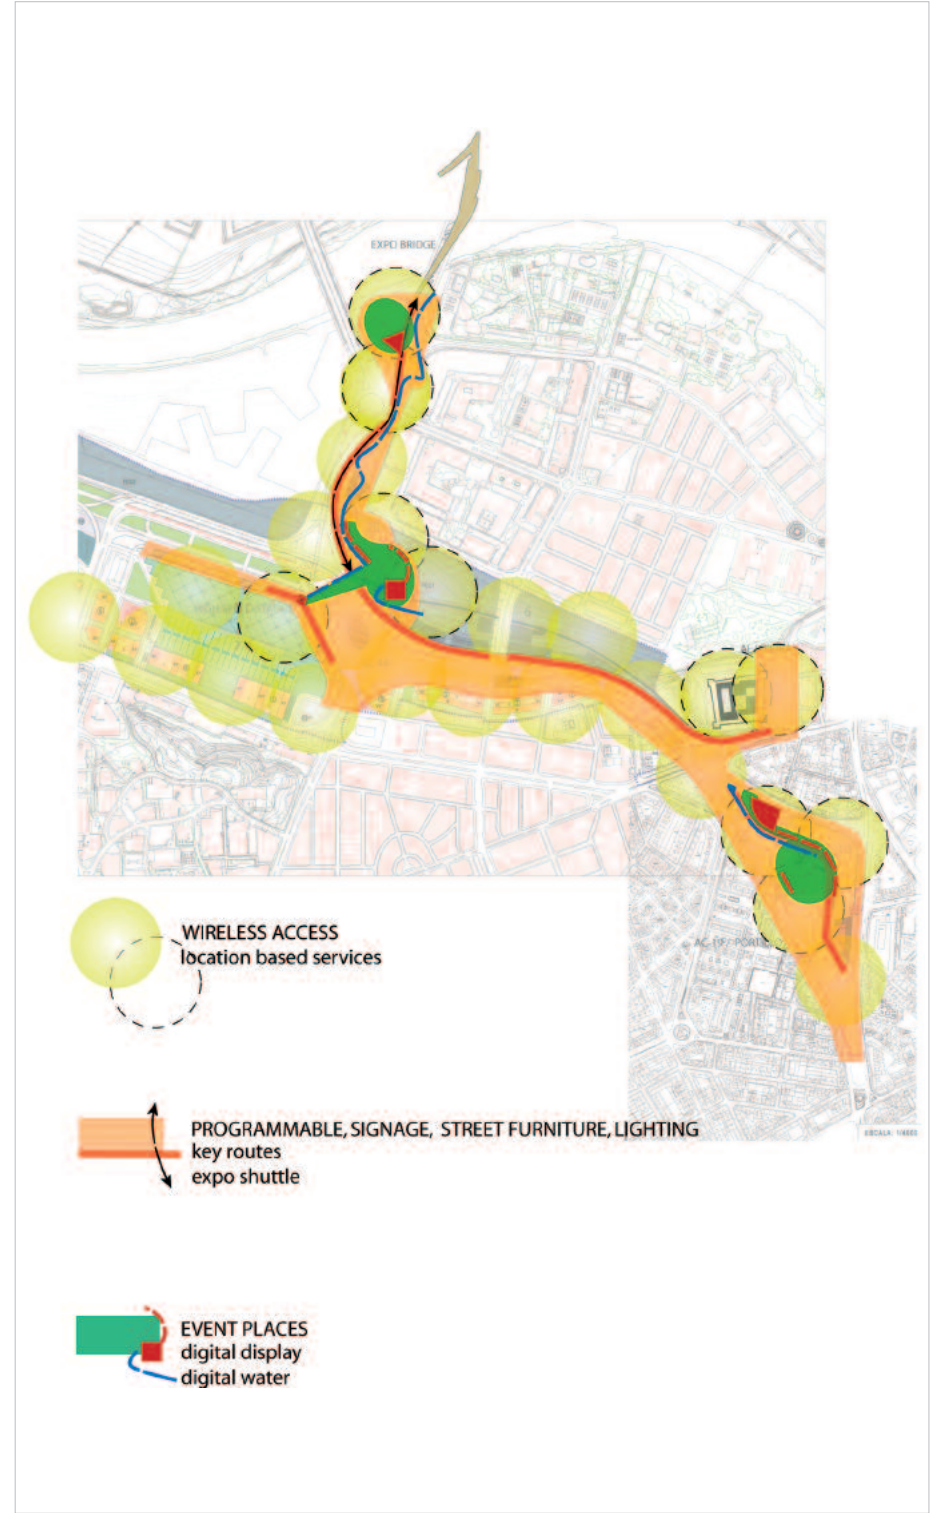 EXPO BRIDGE
WIRELESS ACCESS
location based services
PROGRAMMABLE, SIGNAGE, STREET FURNITURE, LIGHTING
key routes
expo shuttle
EVENT PLACES
digital display
digital water